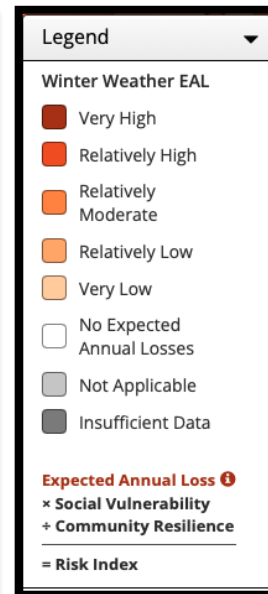 Legend
Winter Weather EAL
Very High
Relatively High
Relatively
Moderate
Relatively Low
Very Low
No Expected
Annual Losses
Not Applicable
Insufficient Data
Expected Annual Loss
× Social Vulnerability
÷ Community Resilience
= Risk Index